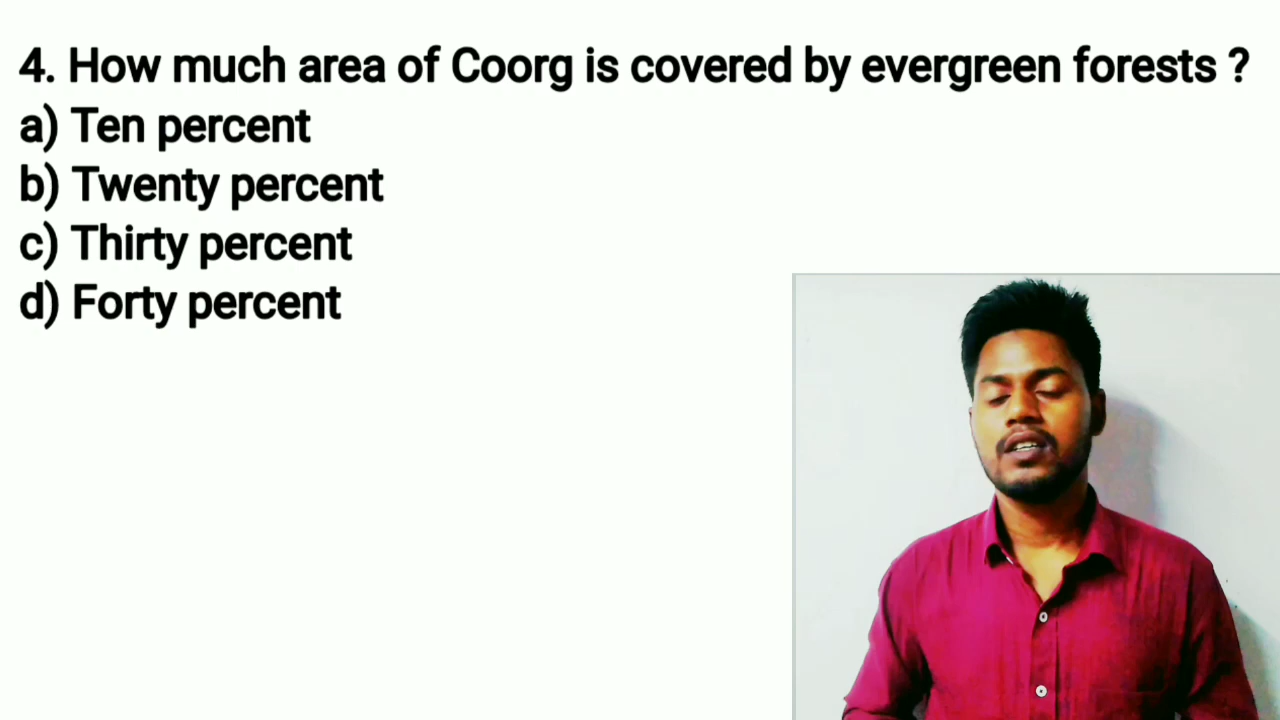 4. How much area of Coorg is covered by evergreen forests ?
a) Ten percent
b) Twenty percent
c) Thirty percent
d) Forty percent